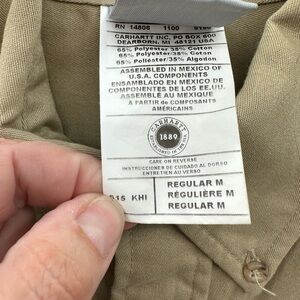 RN 14806 1100
CARHARTT INC. PO BOX 600
DEARBORN, MI 48121 USA
65% Polyester 35% Cotton
65% Polyester/35% Coton
65% Poliéster/35% Algodon
ASSEMBLED IN MEXICO OF
U.S.A. COMPONENTS
ENSAMBLADO EN MEXICO DE
COMPONENTES DE LOS EE.UU.
ASSEMBLÉ AU MEXIQUE
A PARTIR de COMPOSANTS
AMÉRICAINS
CARHARTT
1889
CARE ON REVERSE
INSTRUCCIONES DE CUIDADO AL DORSO
ENTRETIEN AU VERSO
REGULAR M
KHI RÉGULIÈRE M
REGULAR M